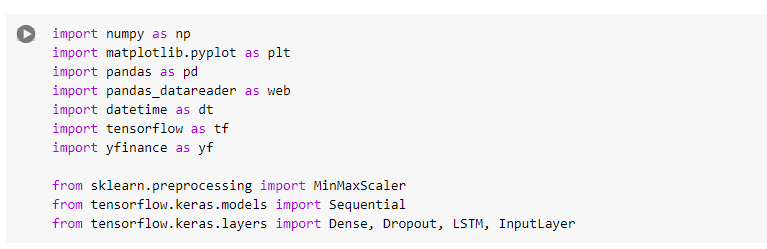 import numpy as np
import matplotlib.pyplot as plt
import pandas as pd
import pandas_datareader as web
import datetime as dt
import tensorflow as tf
import yfinance as yf
from sklearn.preprocessing import MinMaxScaler
from tensorflow.keras.models import Sequential
from tensorflow.keras.layers import Dense, Dropout, LSTM, InputLayer